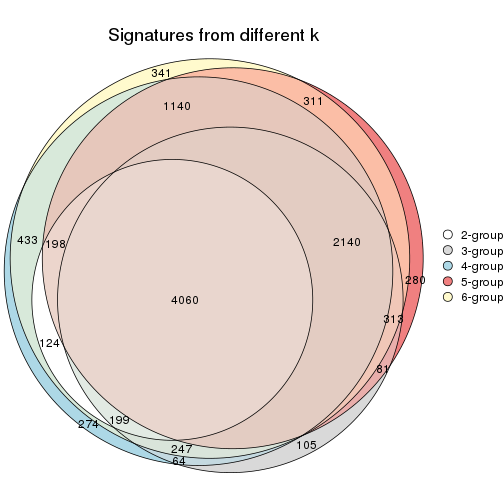 Signatures from different k
341
311
1140
433
198
2140
280
4060
313
124
81
274
199
247
105
64
2-group
3-group
4-group
5-group
6-group